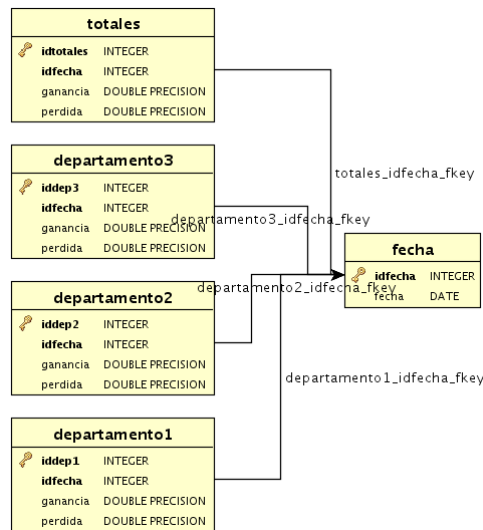 totales
idtotales INTEGER
idfecha INTEGER
ganancia DOUBLE PRECISION
perdida DOUBLE PRECISION
departamento3
iddep3 INTEGER
idfecha INTEGER
ganancia DOUBLE PRECISION
perdida DOUBLE PRECISION
departamento2
iddep2 INTEGER
idfecha INTEGER
ganancia DOUBLE PRECISION
perdida DOUBLE PRECISION
departamento1
iddep1 INTEGER
idfecha INTEGER
ganancia DOUBLE PRECISION
perdida DOUBLE PRECISION
totales_idfecha_fkey
departamento3_idfecha_fkey
departamento2_idfecha_fkey
departamento1_idfecha_fkey
fecha
idfecha INTEGER
fecha DATE